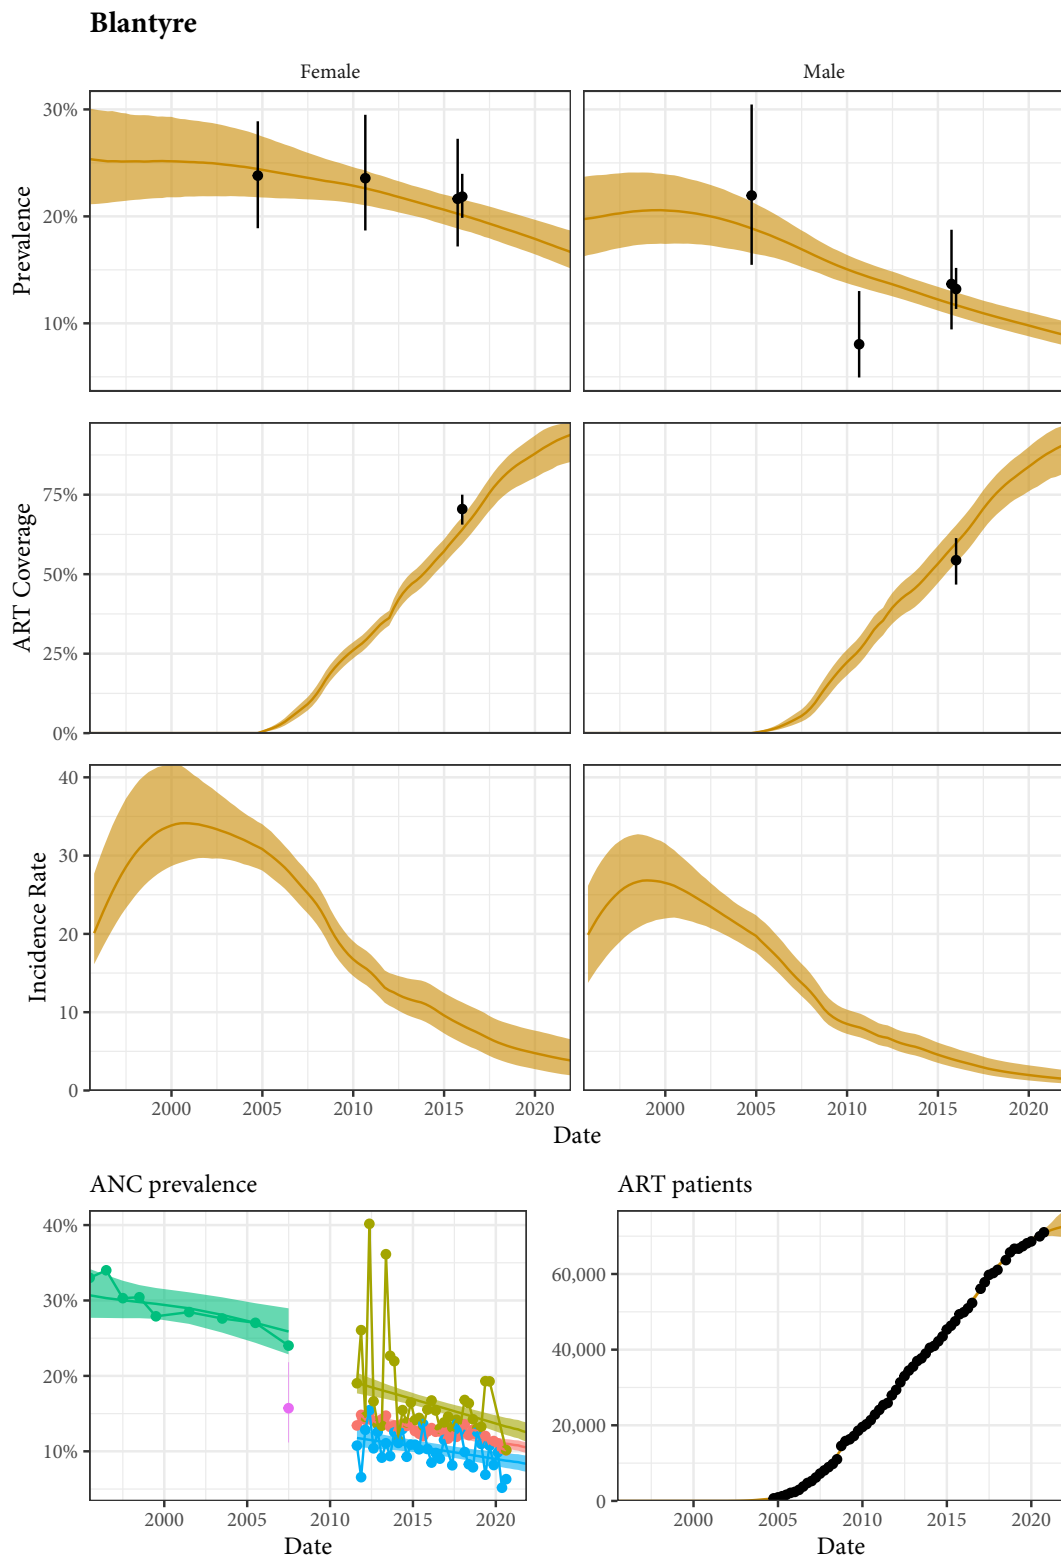 Blantyre
Female Male
Prevalence
30%
20%
10%
ART Coverage
75%
50%
25%
0%
Incidence Rate
40
30
20
10
0
2000 2005 2010 2015 2020 2000 2005 2010 2015 2020
Date
ANC prevalence ART patients
40%
30%
20%
10%
60,000
40,000
20,000
0
2000 2005 2010 2015 2020 2000 2005 2010 2015 2020
Date Date